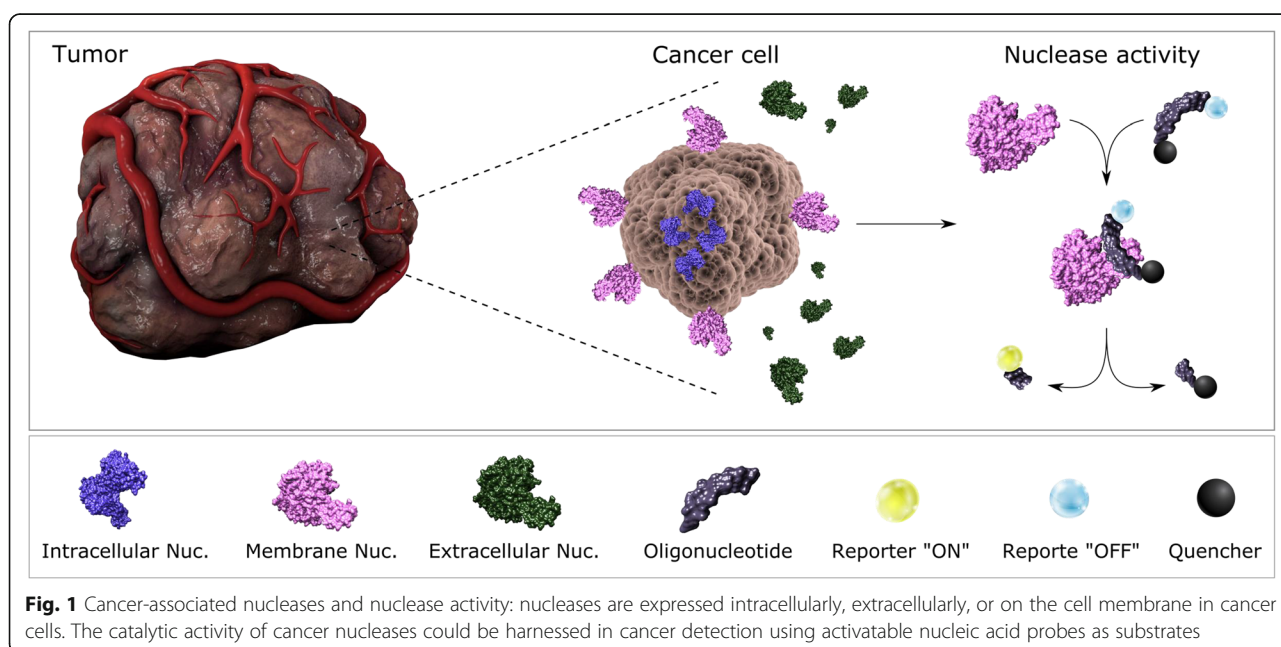 Tumor
Cancer cell
Nuclease activity
Intracellular Nuc.
Membrane Nuc.
Extracellular Nuc.
Oligonucleotide
Reporter "ON"
Reporte "OFF"
Quencher
Fig. 1 Cancer-associated nucleases and nuclease activity: nucleases are expressed intracellularly, extracellularly, or on the cell membrane in cancer
cells. The catalytic activity of cancer nucleases could be harnessed in cancer detection using activatable nucleic acid probes as substrates